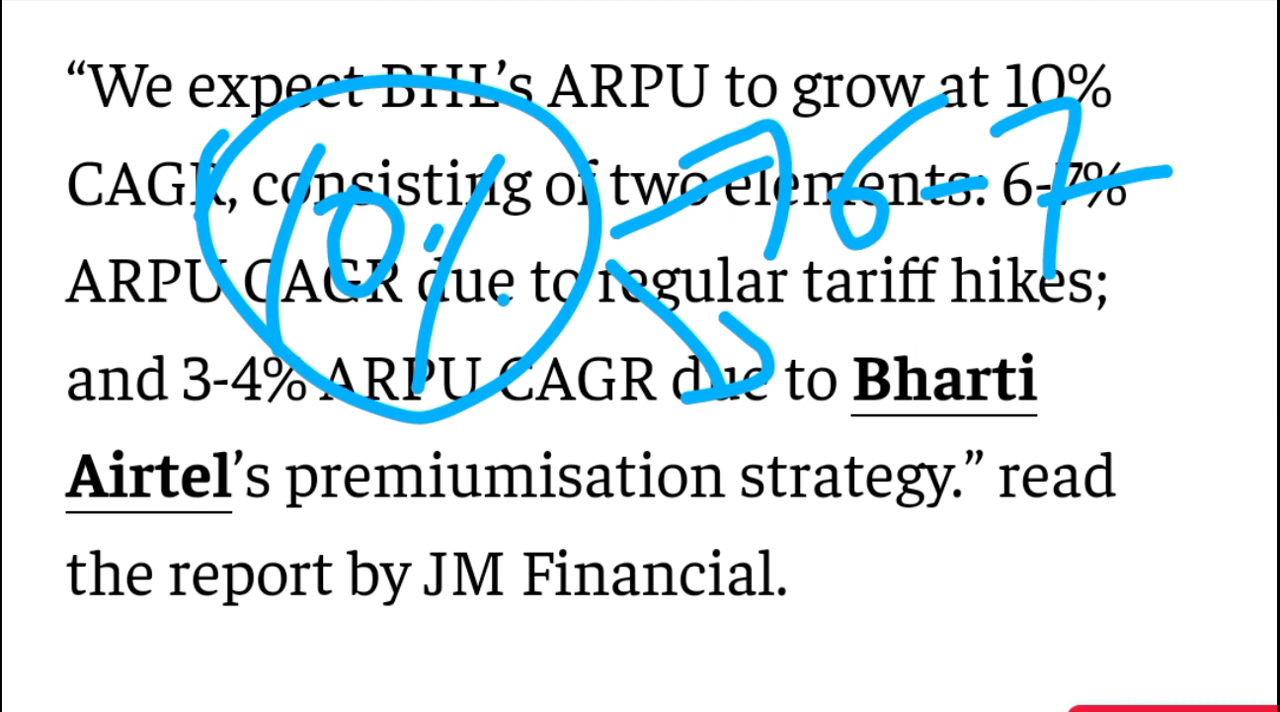 “We expect BHL’s ARPU to grow at 10%
CAGR, consisting of two elements: 6-7%
ARPU CAGR due to regular tariff hikes;
and 3-4% ARPU CAGR due to Bharti
Airtel’s premiumisation strategy.” read
the report by JM Financial.
10%
6-7